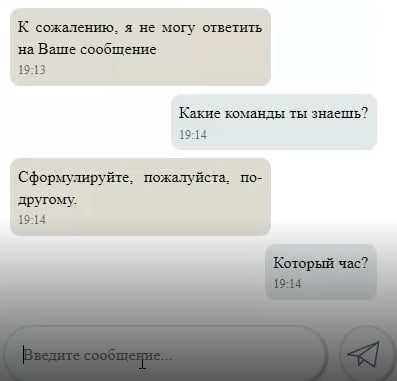 К сожалению, я не могу ответить
на Ваше сообщение
19:13
Какие команды ты знаешь?
19:14
Сформулируйте, пожалуйста, по-
другому.
19:14
Который час?
19:14
Введите сообщение...